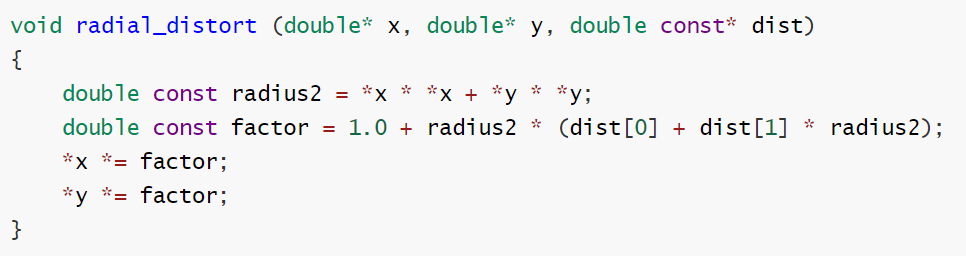 void radial_distort (double* x, double* y, double const* dist)
{
    double const radius2 = *x * *x + *y * *y;
    double const factor = 1.0 + radius2 * (dist[0] + dist[1] * radius2);
    *x *= factor;
    *y *= factor;
}